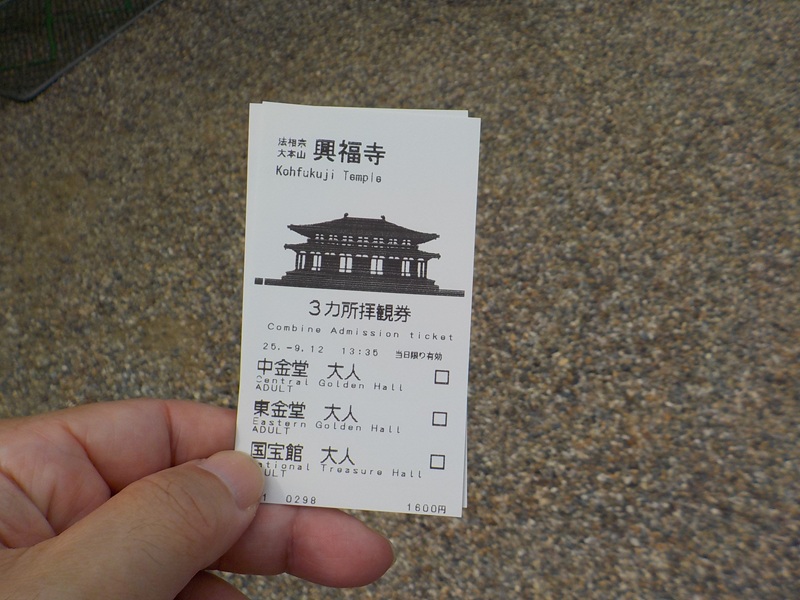 法相宗
大本山 興福寺
Kohfukuji Temple
3カ所拝観券
Combine Admission ticket
25.-9.12 13:35 当日限り有効
中金堂 大人
Central Golden Hall
ADULT
東金堂 大人
Eastern Golden Hall
ADULT
国宝館 大人
ational Treasure Hall
ULT
1 0298 1600円